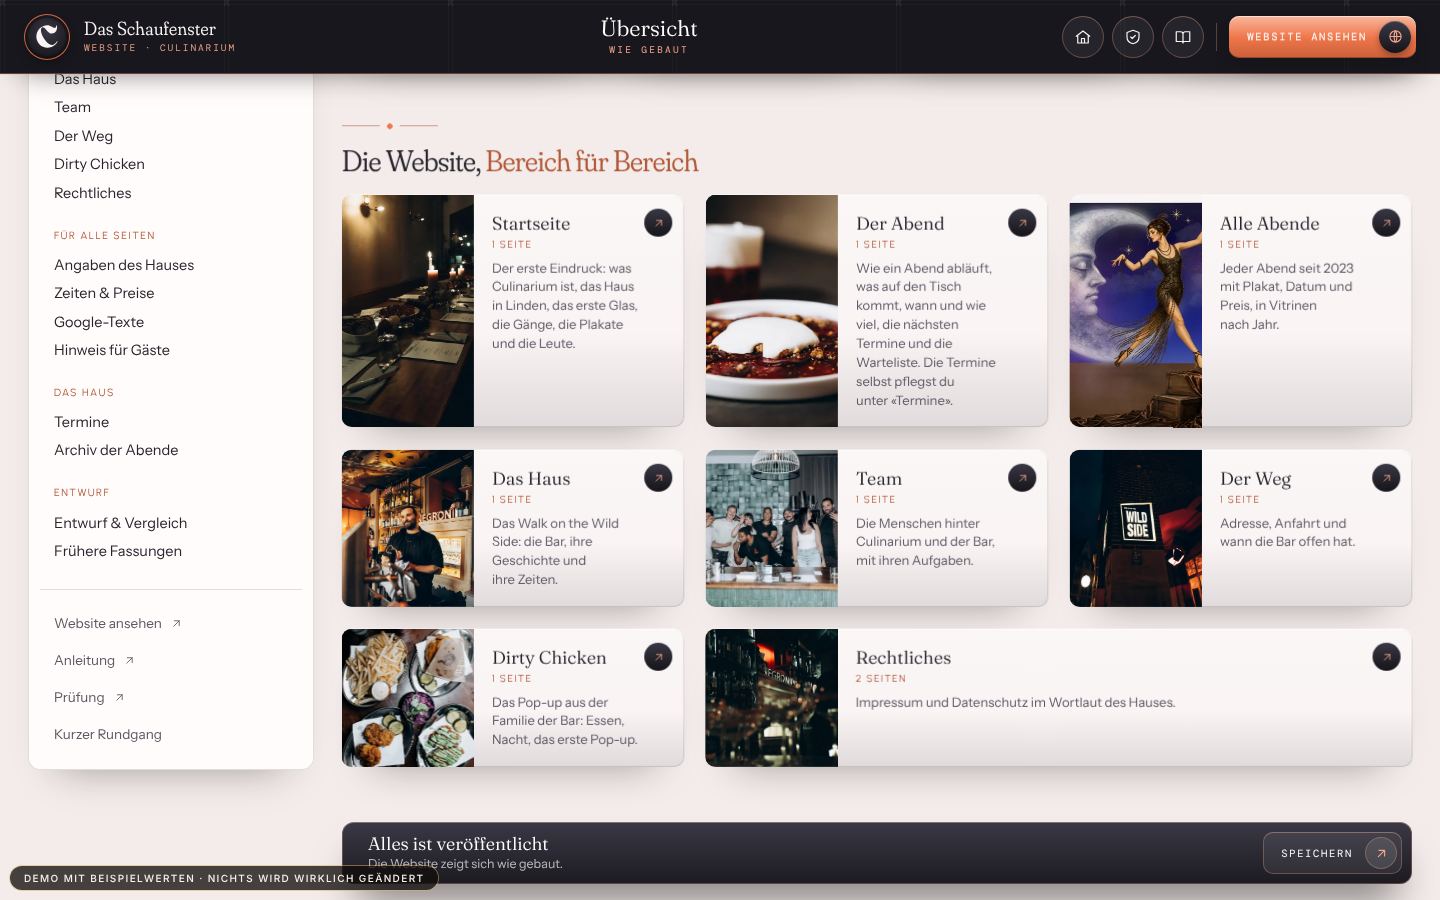 Das Schaufenster
WEBSITE · CULINARIUM
Übersicht
WIE GEBAUT
WEBSITE ANSEHEN
Das Haus
Team
Der Weg
Dirty Chicken
Rechtliches
FÜR ALLE SEITEN
Angaben des Hauses
Zeiten & Preise
Google-Texte
Hinweis für Gäste
DAS HAUS
Termine
Archiv der Abende
ENTWURF
Entwurf & Vergleich
Frühere Fassungen
Website ansehen
Anleitung
Prüfung
Kurzer Rundgang
Die Website, Bereich für Bereich
Startseite
1 SEITE
Der erste Eindruck: was
Culinarium ist, das Haus
in Linden, das erste Glas,
die Gänge, die Plakate
und die Leute.
Der Abend
1 SEITE
Wie ein Abend abläuft,
was auf den Tisch
kommt, wann und wie
viel, die nächsten
Termine und die
Warteliste. Die Termine
selbst pflegst du
unter «Termine».
Alle Abende
1 SEITE
Jeder Abend seit 2023
mit Plakat, Datum und
Preis, in Vitrinen
nach Jahr.
Das Haus
1 SEITE
Das Walk on the Wild
Side: die Bar, ihre
Geschichte und
ihre Zeiten.
Team
1 SEITE
Die Menschen hinter
Culinarium und der Bar,
mit ihren Aufgaben.
WILD
SIDE
Der Weg
1 SEITE
Adresse, Anfahrt und
wann die Bar offen hat.
Dirty Chicken
1 SEITE
Das Pop-up aus der
Familie der Bar: Essen,
Nacht, das erste Pop-up.
Rechtliches
2 SEITEN
Impressum und Datenschutz im Wortlaut des Hauses.
Alles ist veröffentlicht
Die Website zeigt sich wie gebaut.
SPEICHERN
DEMO MIT BEISPIELWERTEN · NICHTS WIRD WIRKLICH GEÄNDERT